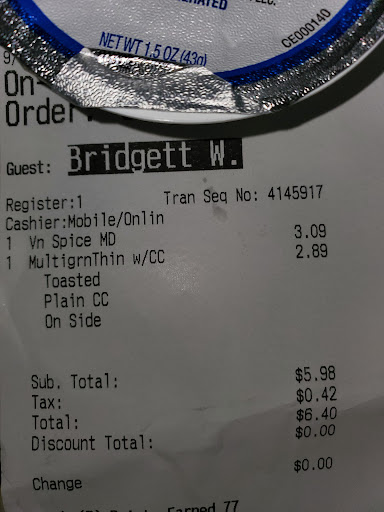 ERATED
CE000140
NET WT 1.5 OZ (43g)
9/
On-
Order
Guest: Bridgett W.
Register:1 Tran Seq No: 4145917
Cashier:Mobile/Onlin
1 Vn Spice MD 3.09
1 MultigrnThin w/CC 2.89
Toasted
Plain CC
On Side
Sub. Total: $5.98
Tax: $0.42
Total: $6.40
Discount Total: $0.00
Change $0.00
Earned 77